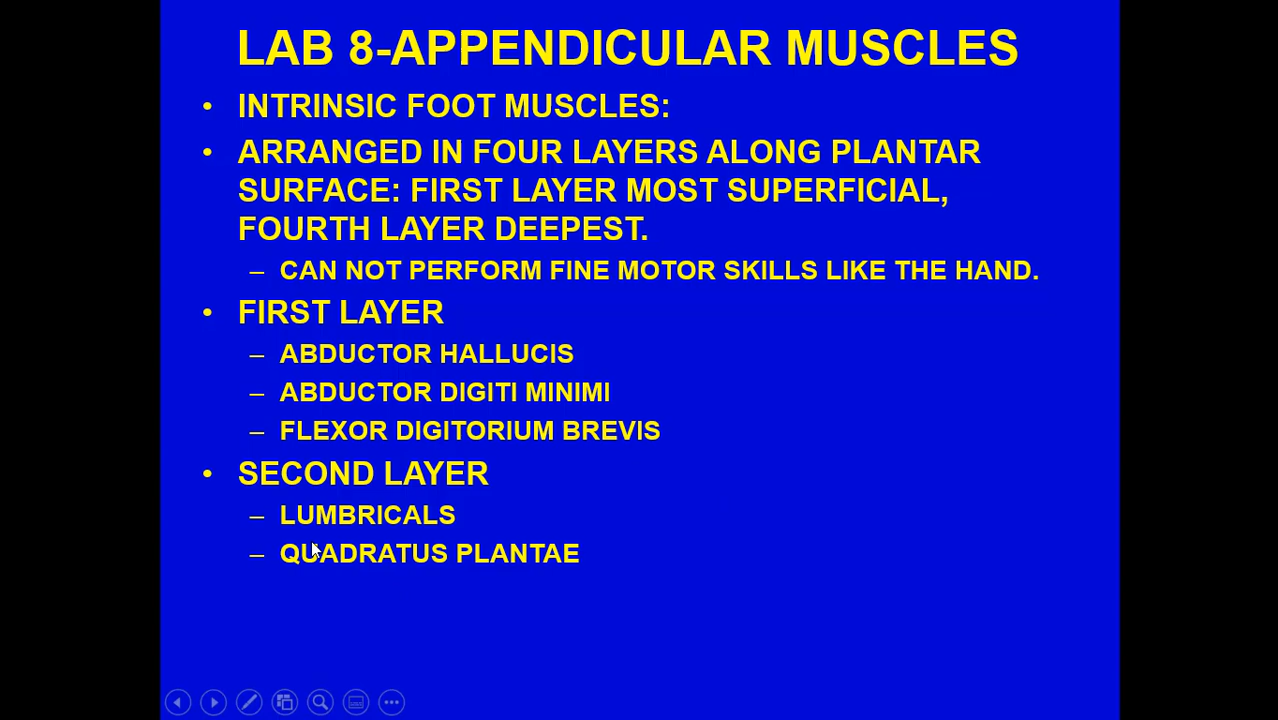 LAB 8-APPENDICULAR MUSCLES
• INTRINSIC FOOT MUSCLES:
• ARRANGED IN FOUR LAYERS ALONG PLANTAR
SURFACE: FIRST LAYER MOST SUPERFICIAL,
FOURTH LAYER DEEPEST.
– CAN NOT PERFORM FINE MOTOR SKILLS LIKE THE HAND.
• FIRST LAYER
– ABDUCTOR HALLUCIS
– ABDUCTOR DIGITI MINIMI
– FLEXOR DIGITORIUM BREVIS
• SECOND LAYER
– LUMBRICALS
– QUADRATUS PLANTAE